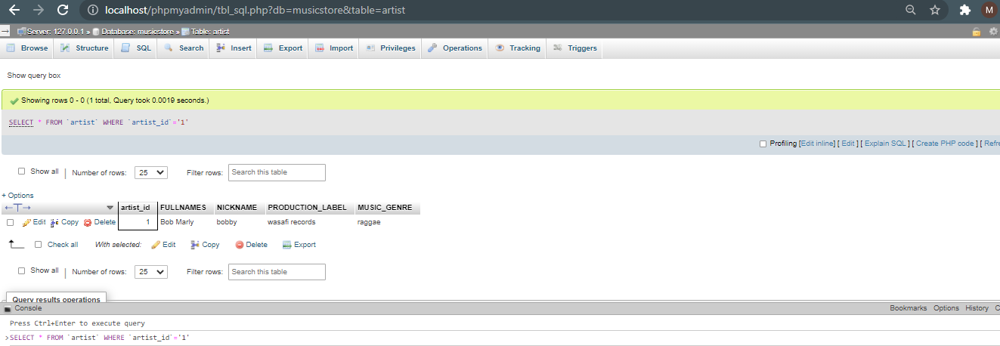 localhost/phpmyadmin/tbl_sql.php?db=musicstore&table=artist M
Server: 127.0.0.1 » Database: musicstore » Table: artist
Browse Structure SQL Search Insert Export Import Privileges Operations Tracking Triggers
Show query box
Showing rows 0 - 0 (1 total, Query took 0.0019 seconds.)
SELECT * FROM `artist` WHERE `artist_id`='1'
Profiling [Edit inline] [ Edit ] [ Explain SQL ] [ Create PHP code ] [ Refre
Show all | Number of rows: 25 Filter rows: Search this table
+ Options
←T→ artist_id FULLNAMES NICKNAME PRODUCTION_LABEL MUSIC_GENRE
Edit Copy Delete 1 Bob Marly bobby wasafi records raggae
Check all With selected: Edit Copy Delete Export
Show all | Number of rows: 25 Filter rows: Search this table
Query results operations
Console Bookmarks Options History C
Press Ctrl+Enter to execute query
>SELECT * FROM `artist` WHERE `artist_id`='1'